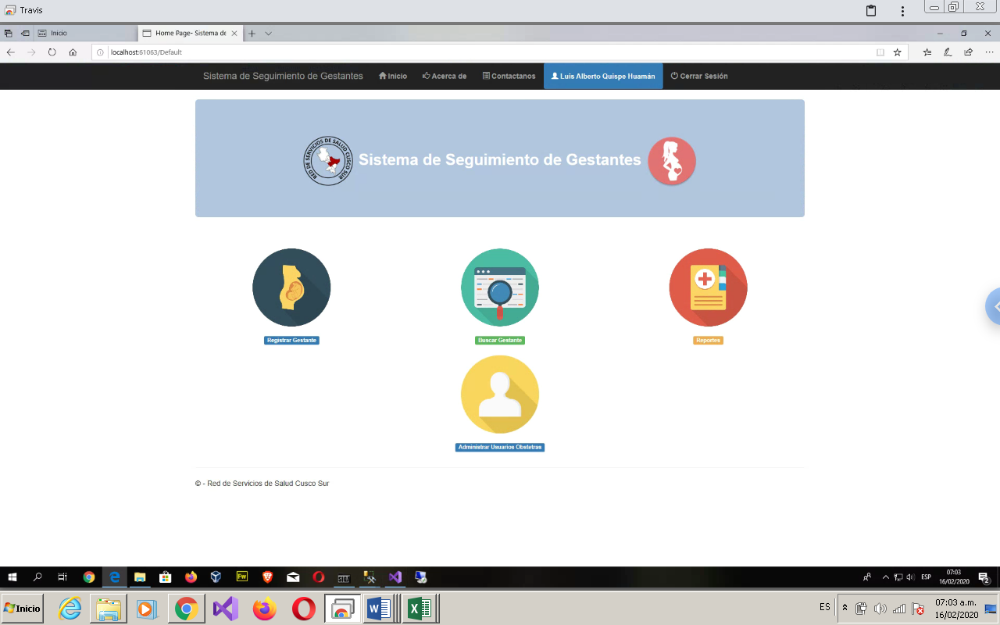 Travis
Inicio
Home Page- Sistema de
localhost:61063/Default
Sistema de Seguimiento de Gestantes
Inicio
Acerca de
Contactanos
Luis Alberto Quispe Huamán
Cerrar Sesión
RED DE SERVICIOS DE SALUD CUSCO SUR
Sistema de Seguimiento de Gestantes
Registrar Gestante
Buscar Gestante
Reportes
Administrar Usuarios Obstetras
© - Red de Servicios de Salud Cusco Sur
Fw
ESP
07:03
16/02/2020
2
Inicio
ES
07:03 a.m.
16/02/2020